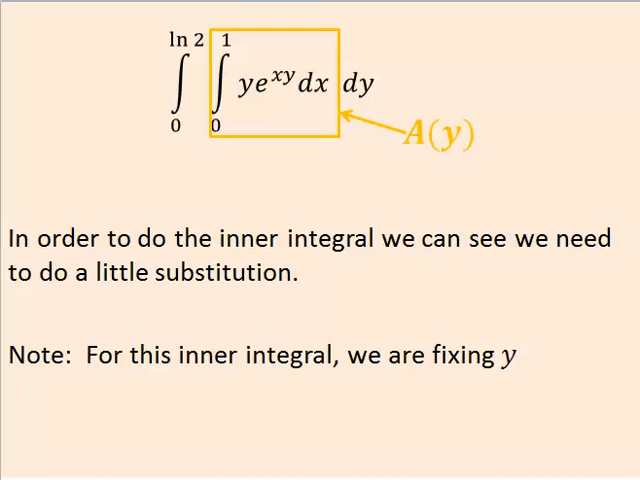 ln 2 1
∫ ∫ ye^{xy} dx dy
0 0
A(y)
In order to do the inner integral we can see we need
to do a little substitution.
Note: For this inner integral, we are fixing y